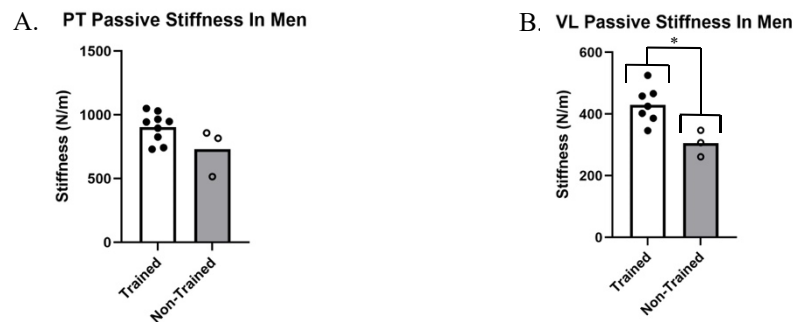 A. PT Passive Stiffness In Men
1500
1000
500
0
Stiffness (N/m)
Trained
Non-Trained
B. VL Passive Stiffness In Men
*
600
400
200
0
Stiffness (N/m)
Trained
Non-Trained